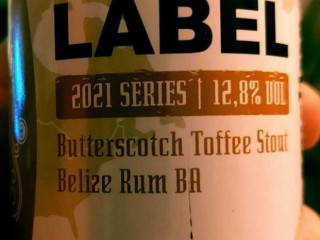 LABEL
2021 SERIES | 12,8% VOL
Butterscotch Toffee Stout
Belize Rum BA